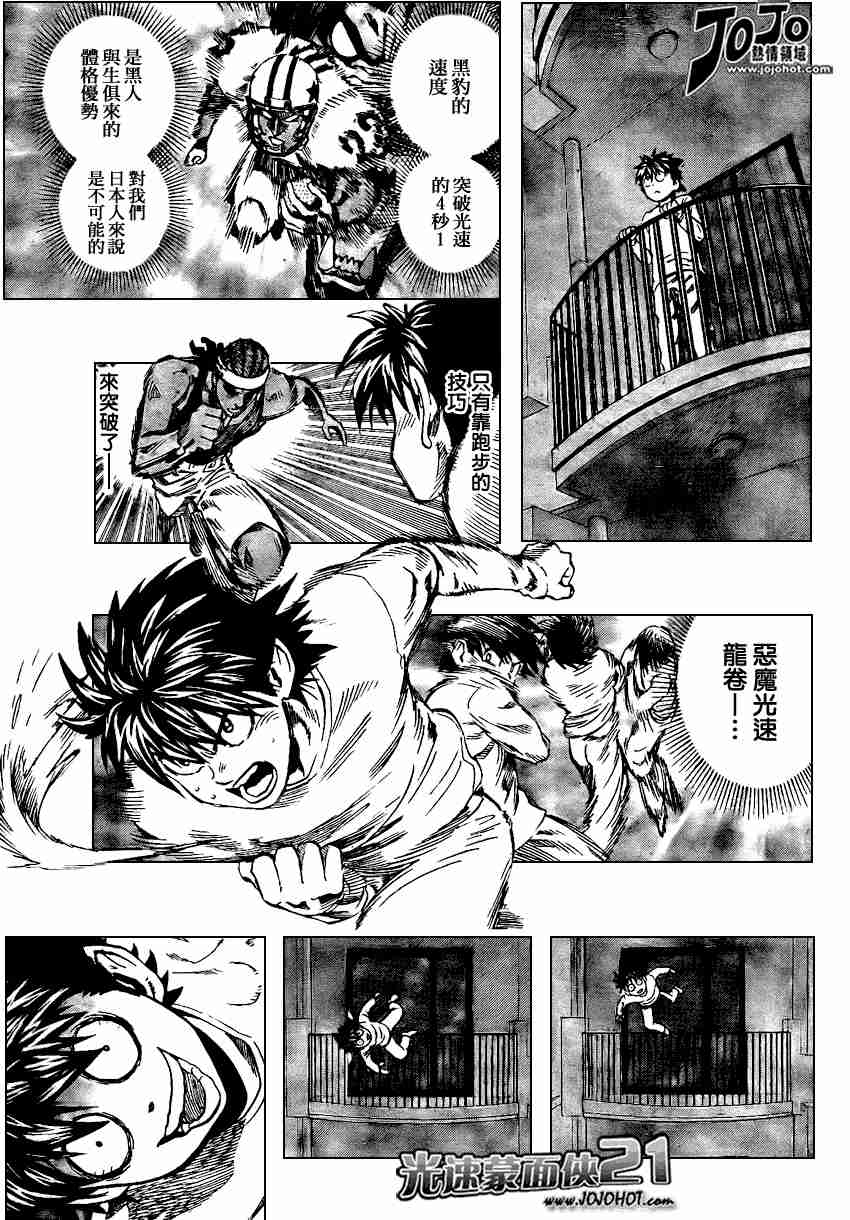 JOJO
熱情領域
www.jojohot.com
黑豹的
速度
突破光速
的4秒1
是黑人
與生俱來的
體格優勢
對我們
日本人來說
是不可能的
只有靠跑步的
技巧
來突破了—
惡魔光速
龍卷—…
光速蒙面俠21
www.JOJOHOT.com